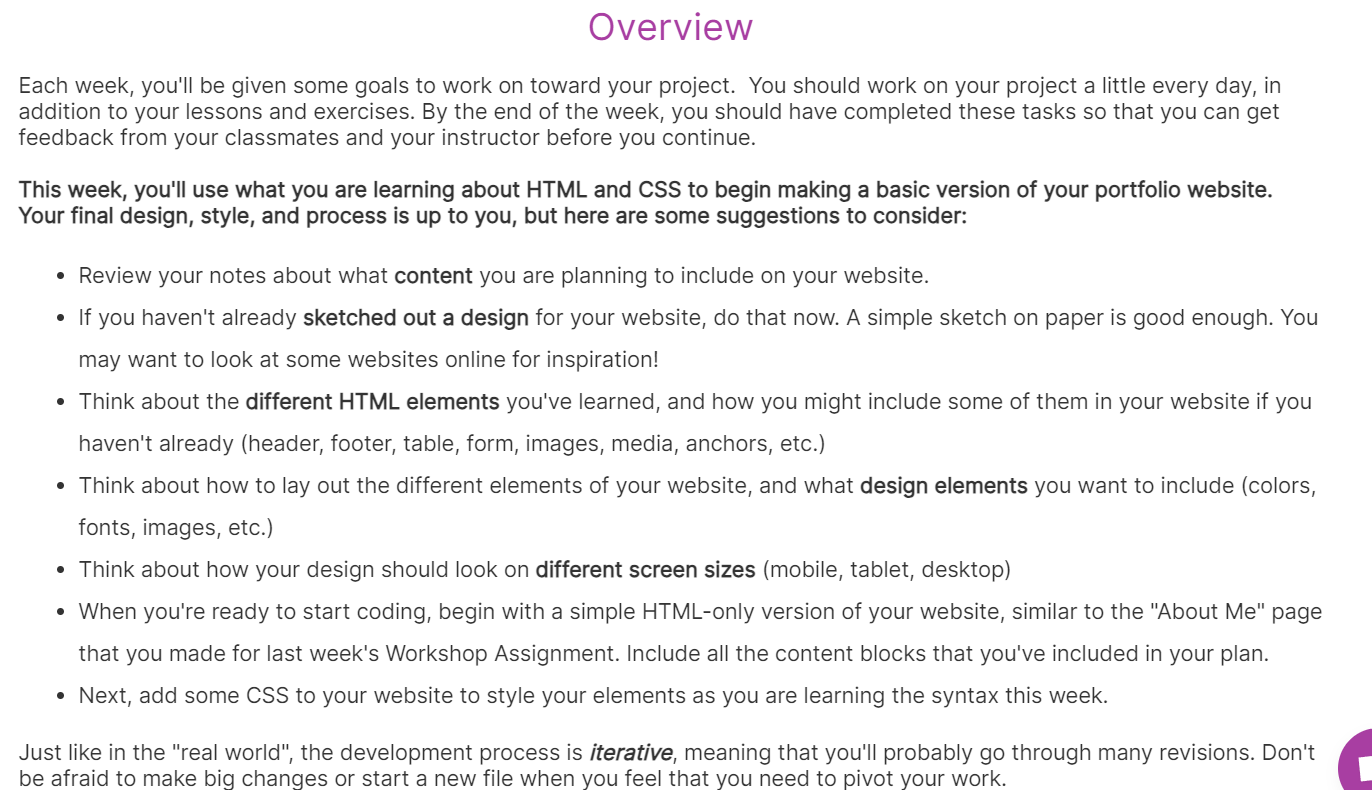 Overview
Each week, you'll be given some goals to work on toward your project.  You should work on your project a little every day, in
addition to your lessons and exercises. By the end of the week, you should have completed these tasks so that you can get
feedback from your classmates and your instructor before you continue.
This week, you'll use what you are learning about HTML and CSS to begin making a basic version of your portfolio website.
Your final design, style, and process is up to you, but here are some suggestions to consider:
• Review your notes about what content you are planning to include on your website.
• If you haven't already sketched out a design for your website, do that now. A simple sketch on paper is good enough. You
may want to look at some websites online for inspiration!
• Think about the different HTML elements you've learned, and how you might include some of them in your website if you
haven't already (header, footer, table, form, images, media, anchors, etc.)
• Think about how to lay out the different elements of your website, and what design elements you want to include (colors,
fonts, images, etc.)
• Think about how your design should look on different screen sizes (mobile, tablet, desktop)
• When you're ready to start coding, begin with a simple HTML-only version of your website, similar to the "About Me" page
that you made for last week's Workshop Assignment. Include all the content blocks that you've included in your plan.
• Next, add some CSS to your website to style your elements as you are learning the syntax this week.
Just like in the "real world", the development process is iterative, meaning that you'll probably go through many revisions. Don't
be afraid to make big changes or start a new file when you feel that you need to pivot your work.